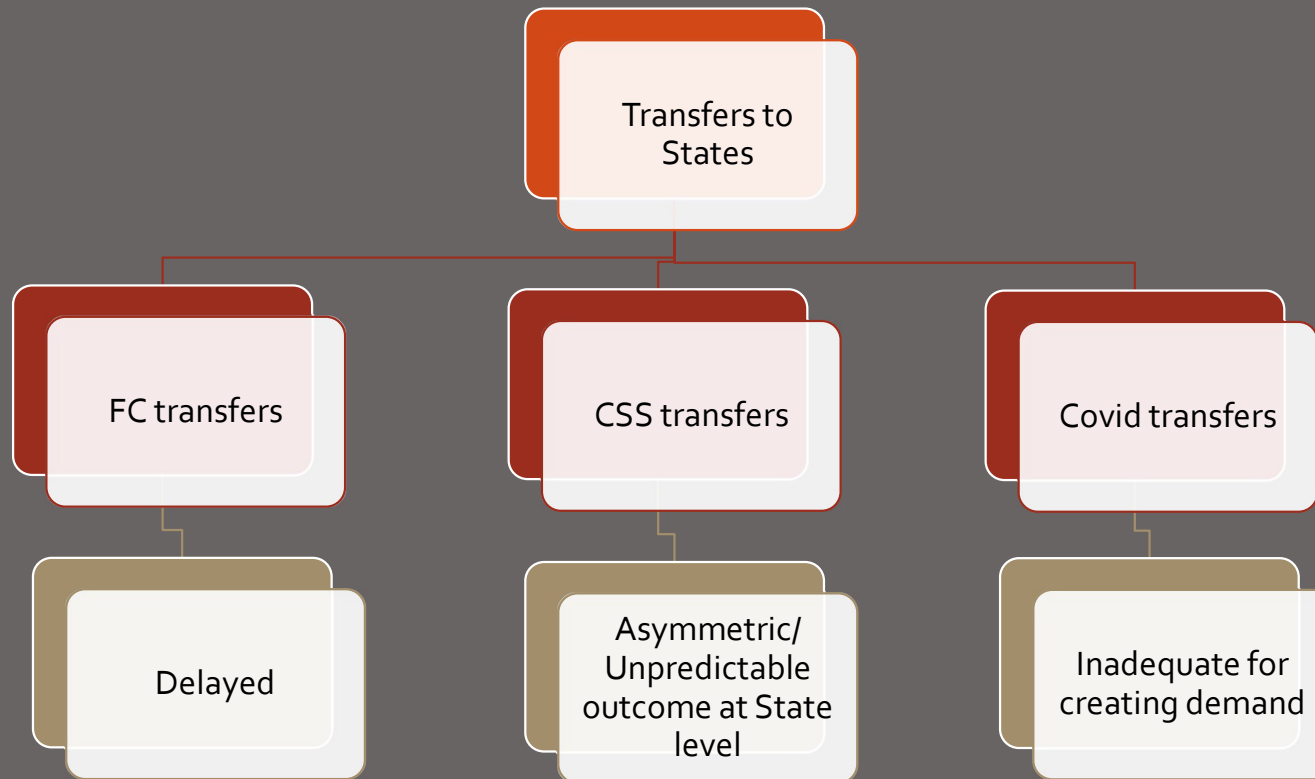 Transfers to
States
FC transfers
CSS transfers
Covid transfers
Delayed
Asymmetric/
Unpredictable
outcome at State
level
Inadequate for
creating demand